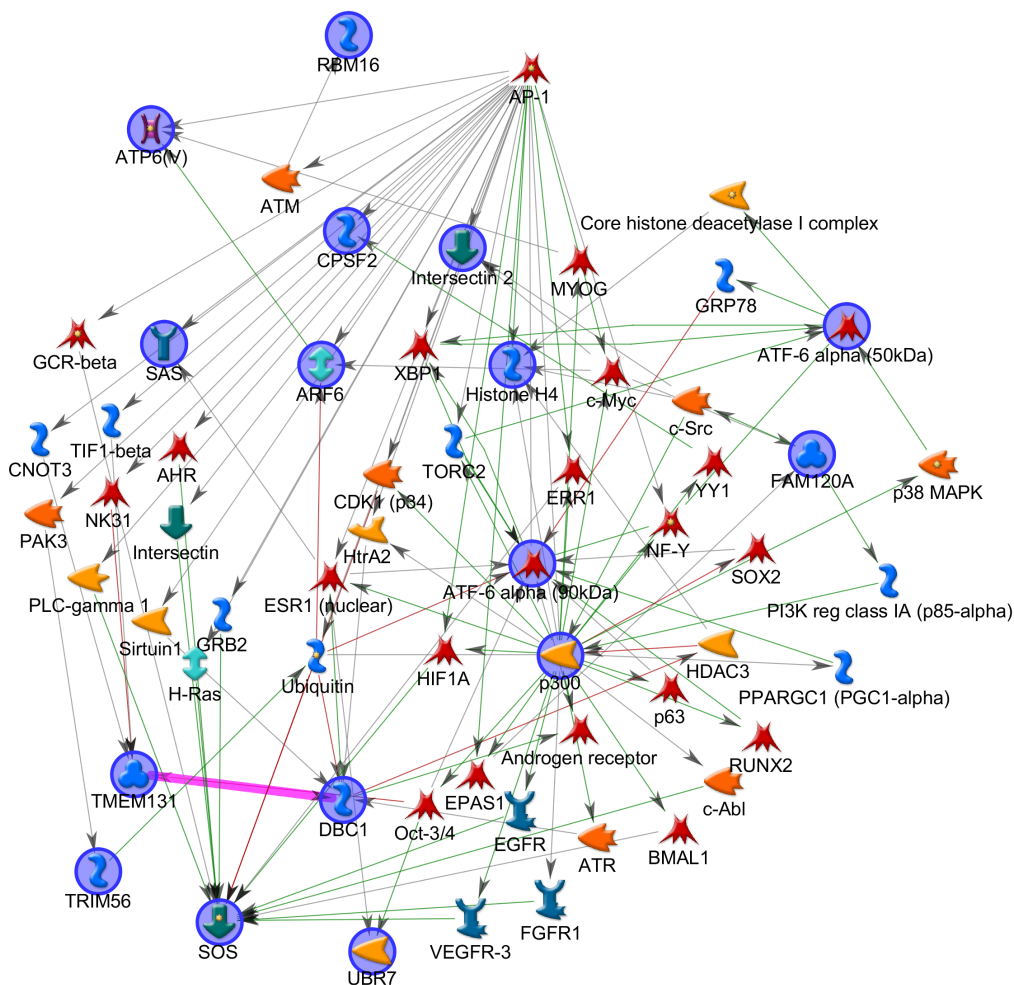 RBM16
AP-1
ATP6(V)
ATM
Core histone deacetylase I complex
CPSF2
Intersectin 2
MYOG
GRP78
GCR-beta
SAS
ARF6
XBP1
Histone H4
c-Myc
ATF-6 alpha (50kDa)
c-Src
CNOT3
TIF1-beta
AHR
TORC2
CDK1 (p34)
ERR1
YY1
FAM120A
p38 MAPK
NK31
PAK3
Intersectin
HtrA2
NF-Y
SOX2
PLC-gamma 1
ESR1 (nuclear)
ATF-6 alpha (90kDa)
PI3K reg class IA (p85-alpha)
Sirtuin1
GRB2
H-Ras
Ubiquitin
HIF1A
p300
HDAC3
PPARGC1 (PGC1-alpha)
p63
Androgen receptor
RUNX2
TMEM131
DBC1
EPAS1
Oct-3/4
EGFR
ATR
c-Abl
BMAL1
TRIM56
SOS
VEGFR-3
FGFR1
UBR7